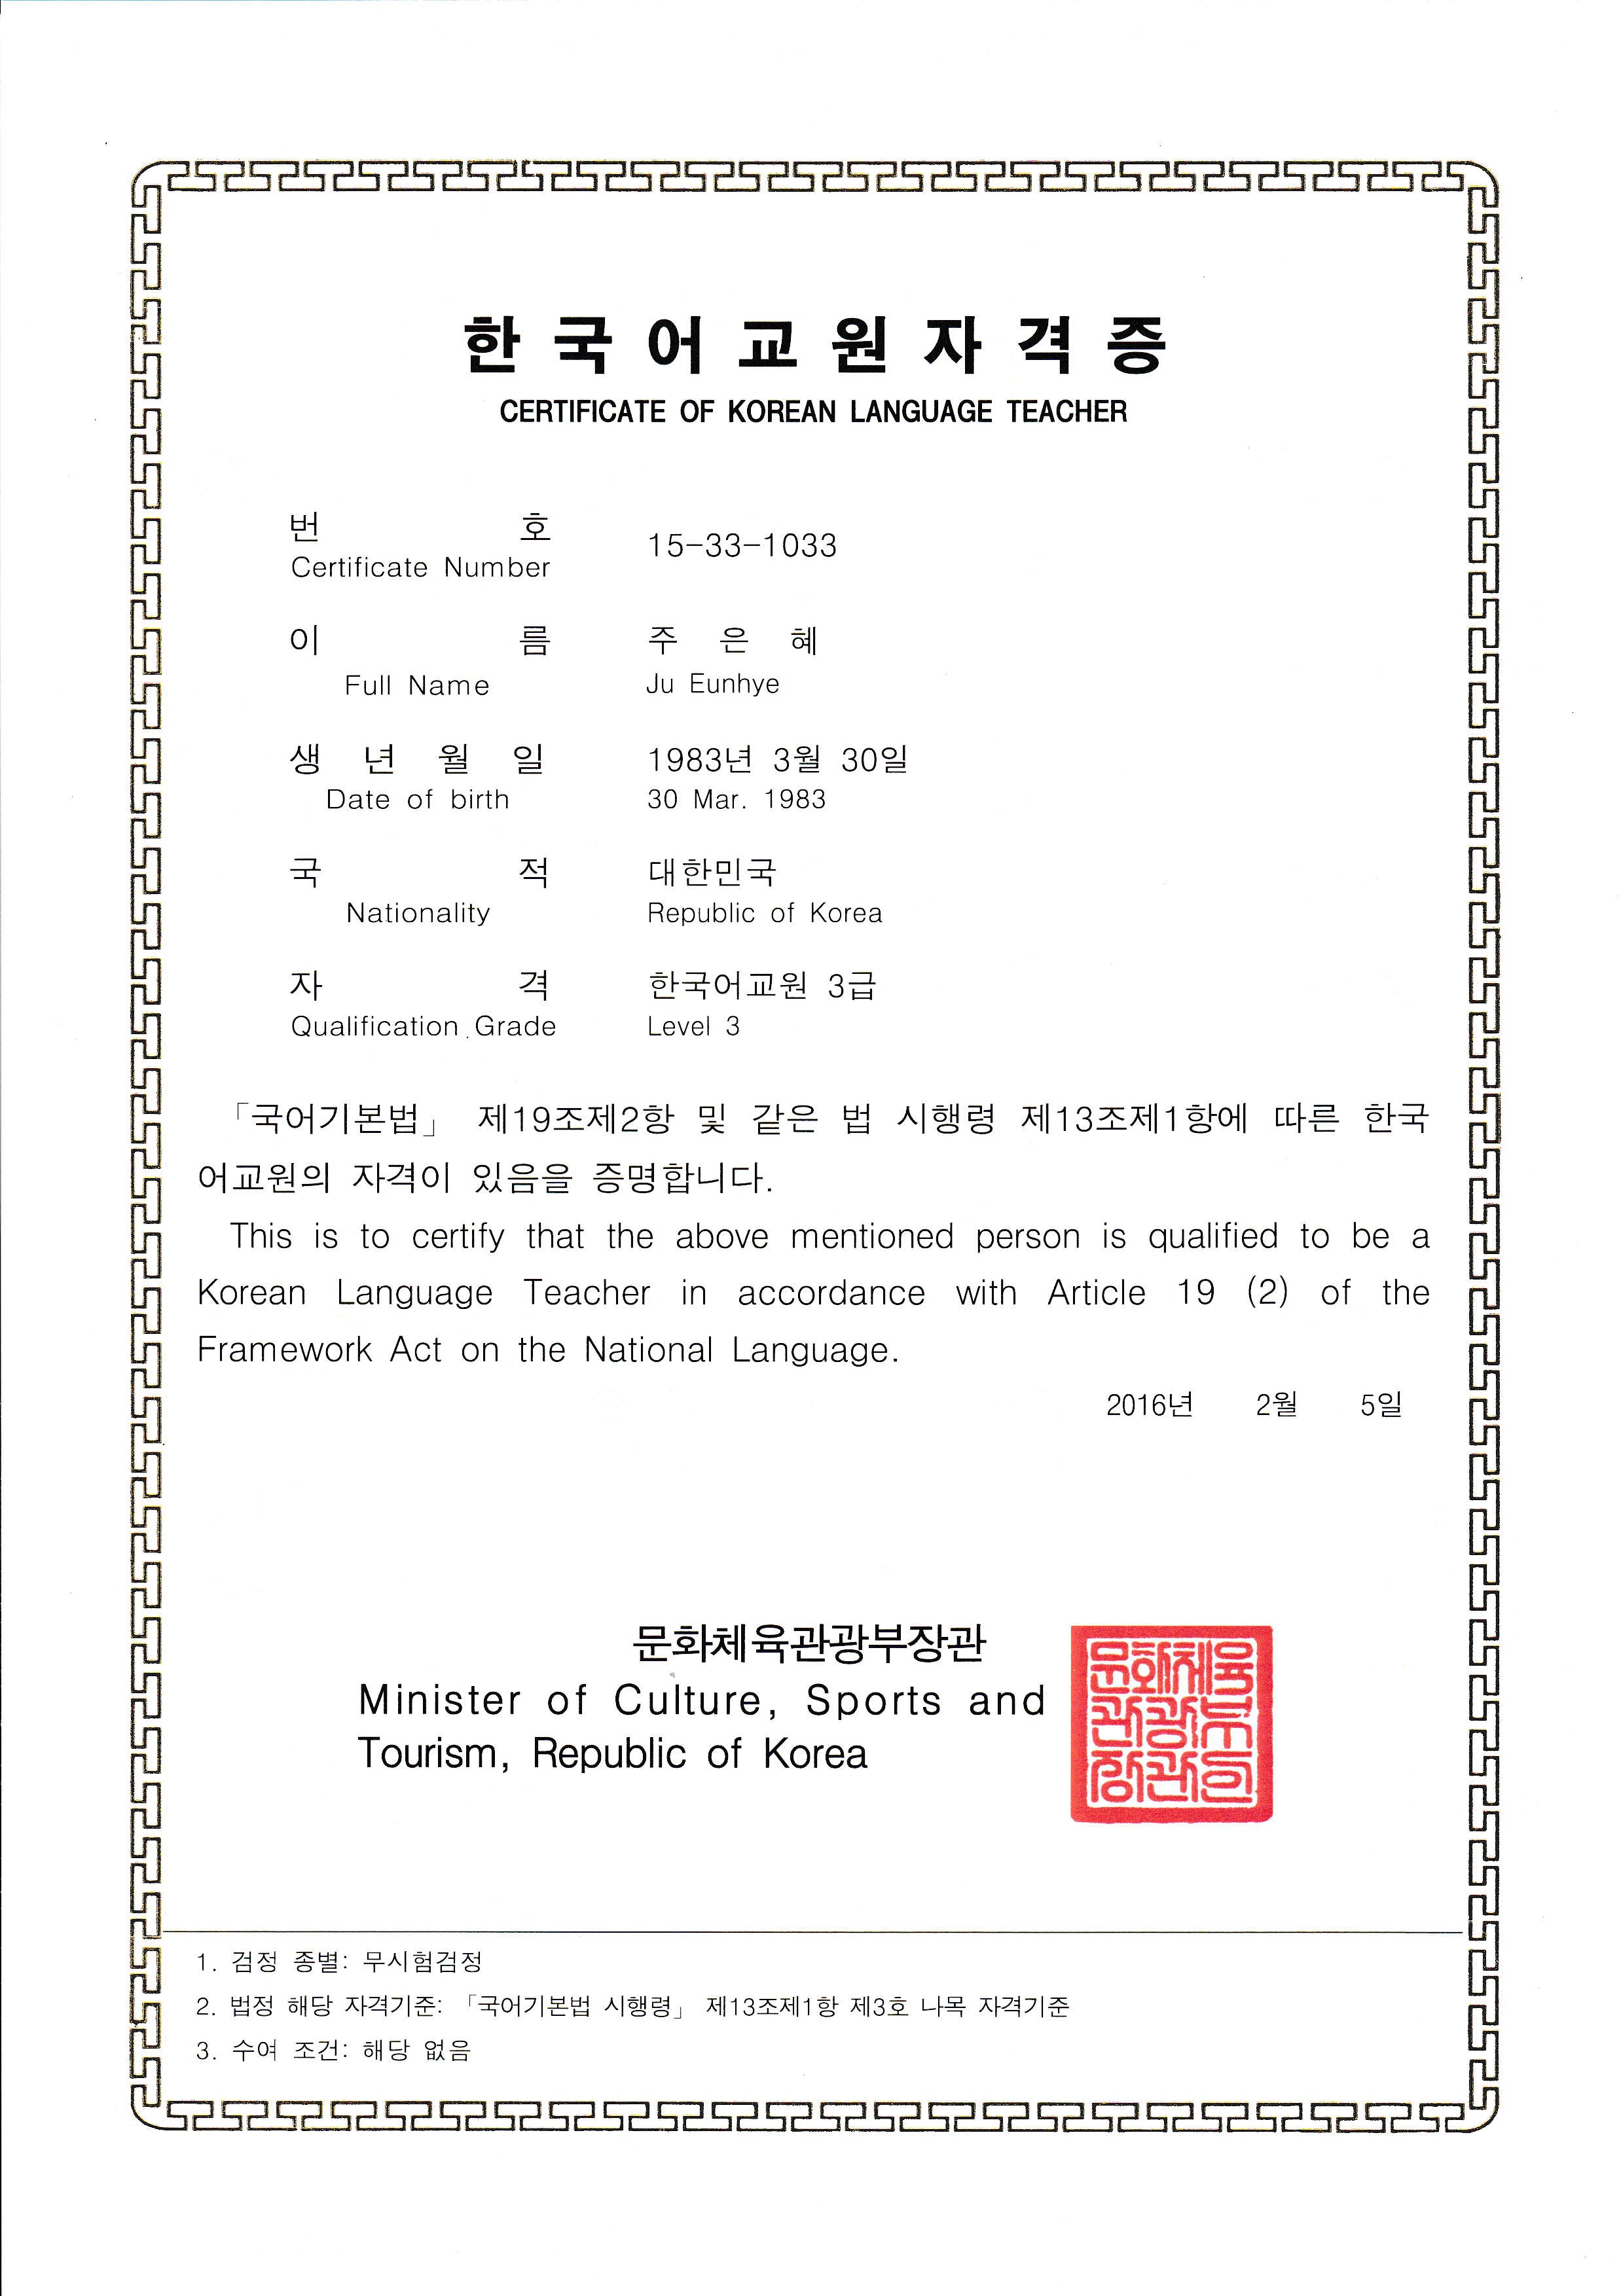 한국어교원자격증
CERTIFICATE OF KOREAN LANGUAGE TEACHER
번 호
Certificate Number
15-33-1033
이 름
주 은 혜
Full Name
Ju Eunhye
생 년 월 일
1983년 3월 30일
Date of birth
30 Mar. 1983
국 적
대한민국
Nationality
Republic of Korea
자 격
한국어교원 3급
Qualification Grade
Level 3
「국어기본법」 제19조제2항 및 같은 법 시행령 제13조제1항에 따른 한국
어교원의 자격이 있음을 증명합니다.
This is to certify that the above mentioned person is qualified to be a
Korean Language Teacher in accordance with Article 19 (2) of the
Framework Act on the National Language.
2016년 2월 5일
문화체육관광부장관
Minister of Culture, Sports and
Tourism, Republic of Korea
문화체육
관광부
장관인
1. 검정 종별: 무시험검정
2. 법정 해당 자격기준: 「국어기본법 시행령」 제13조제1항 제3호 나목 자격기준
3. 수여 조건: 해당 없음